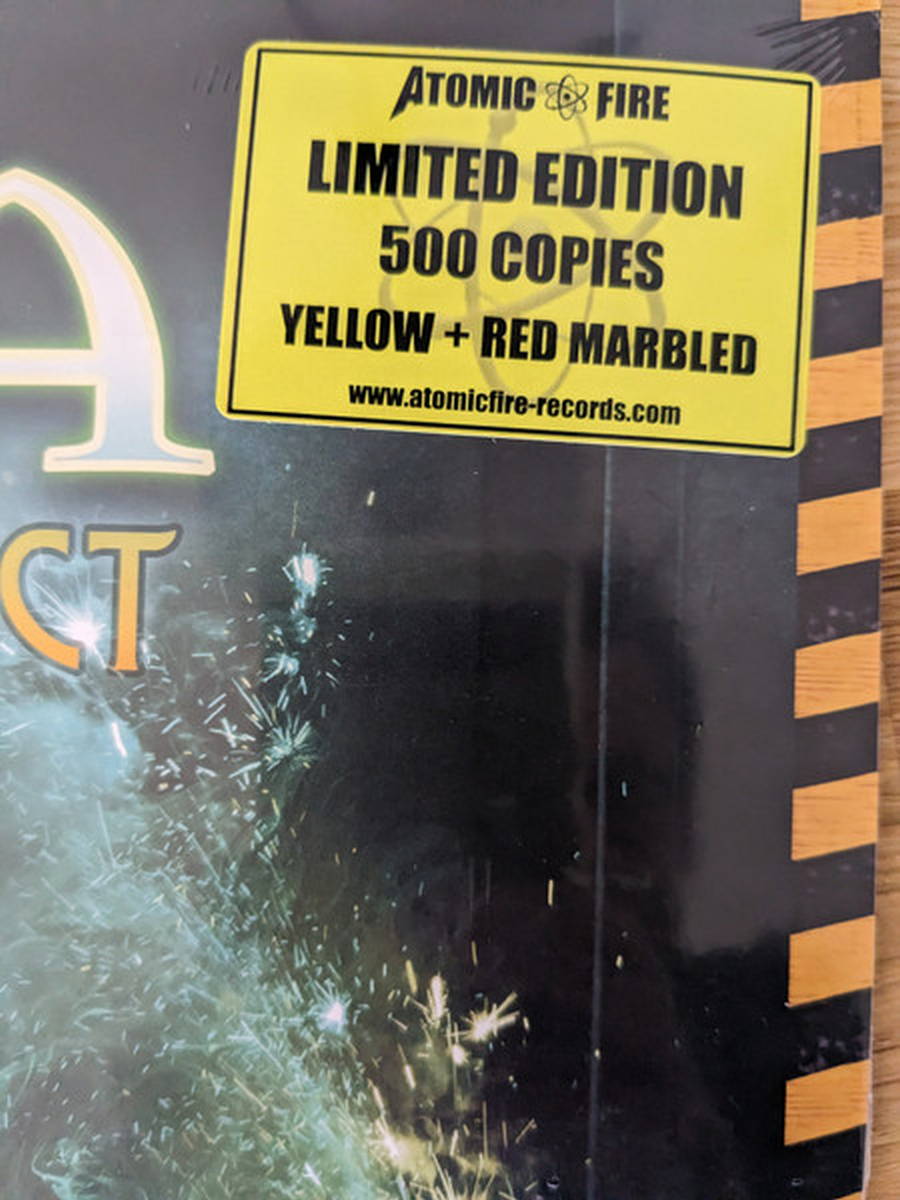 ATOMIC FIRE
LIMITED EDITION
500 COPIES
YELLOW + RED MARBLED
www.atomicfire-records.com
A
CT